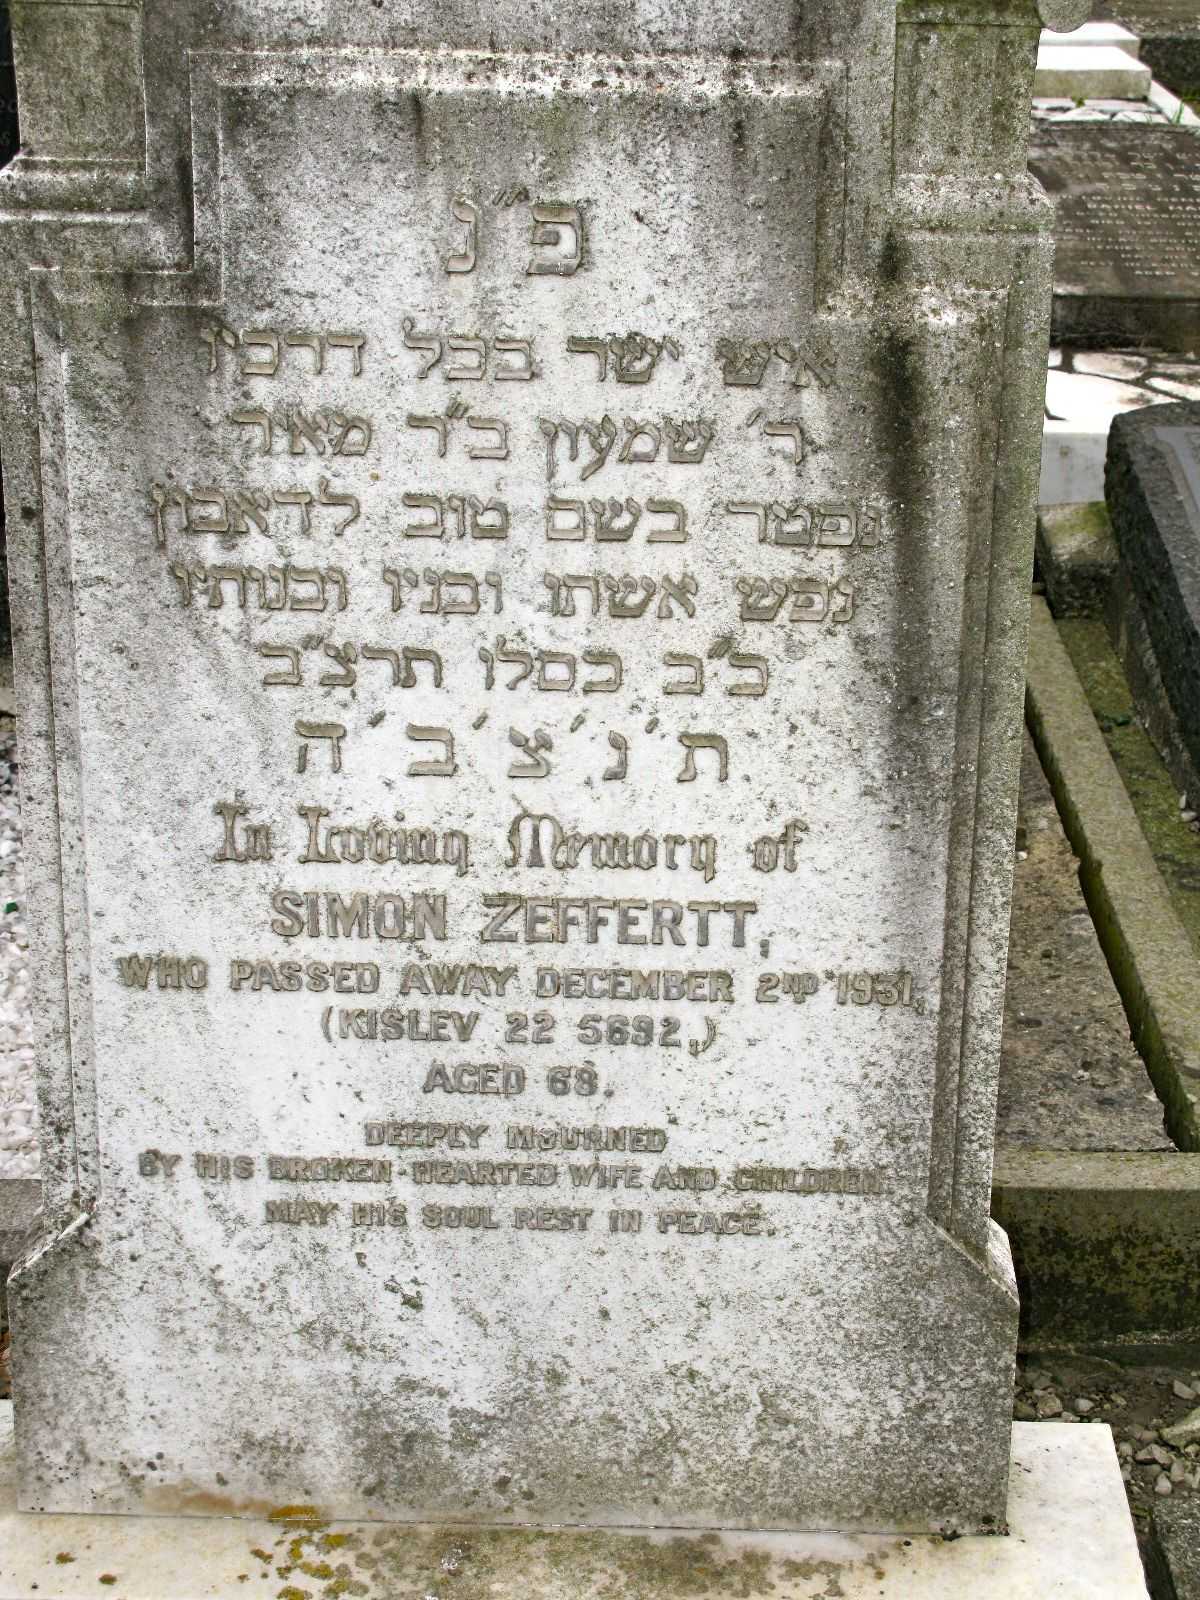 פ״נ
איש ישר בכל דרכיו
ר׳ שמעון ב״ר מאיר
נפטר בשם טוב לדאבון
נפש אשתו ובניו ובנותיו
כ״ב כסלו תרצ״ב
ת׳נ׳צ׳ב׳ה
In Loving Memory of
SIMON ZEFFERTT,
WHO PASSED AWAY DECEMBER 2ND 1931,
(KISLEV 22 5692,)
AGED 68.
DEEPLY MOURNED
BY HIS BROKEN-HEARTED WIFE AND CHILDREN.
MAY HIS SOUL REST IN PEACE.